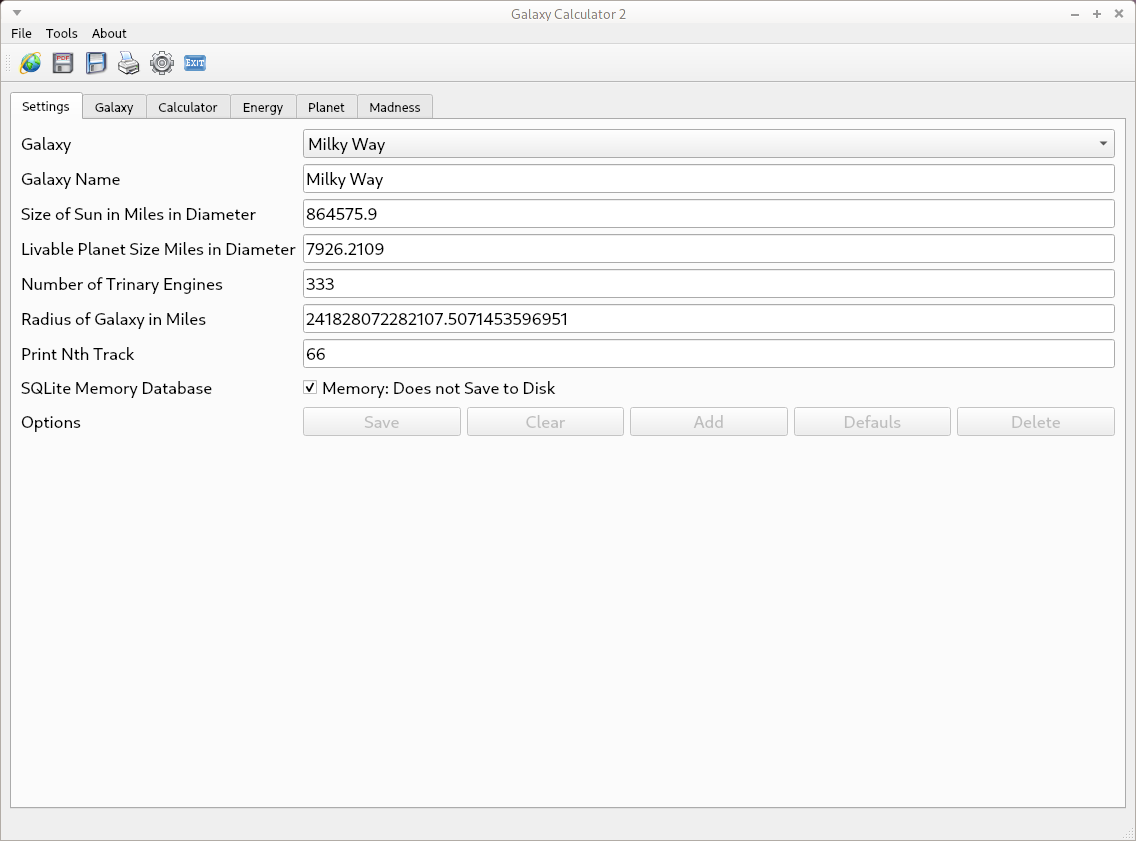 Galaxy Calculator 2
File Tools About
PDF EXIT
Settings Galaxy Calculator Energy Planet Madness
Galaxy Milky Way
Galaxy Name Milky Way
Size of Sun in Miles in Diameter 864575.9
Livable Planet Size Miles in Diameter 7926.2109
Number of Trinary Engines 333
Radius of Galaxy in Miles 241828072282107.5071453596951
Print Nth Track 66
SQLite Memory Database Memory: Does not Save to Disk
Options Save Clear Add Defauls Delete